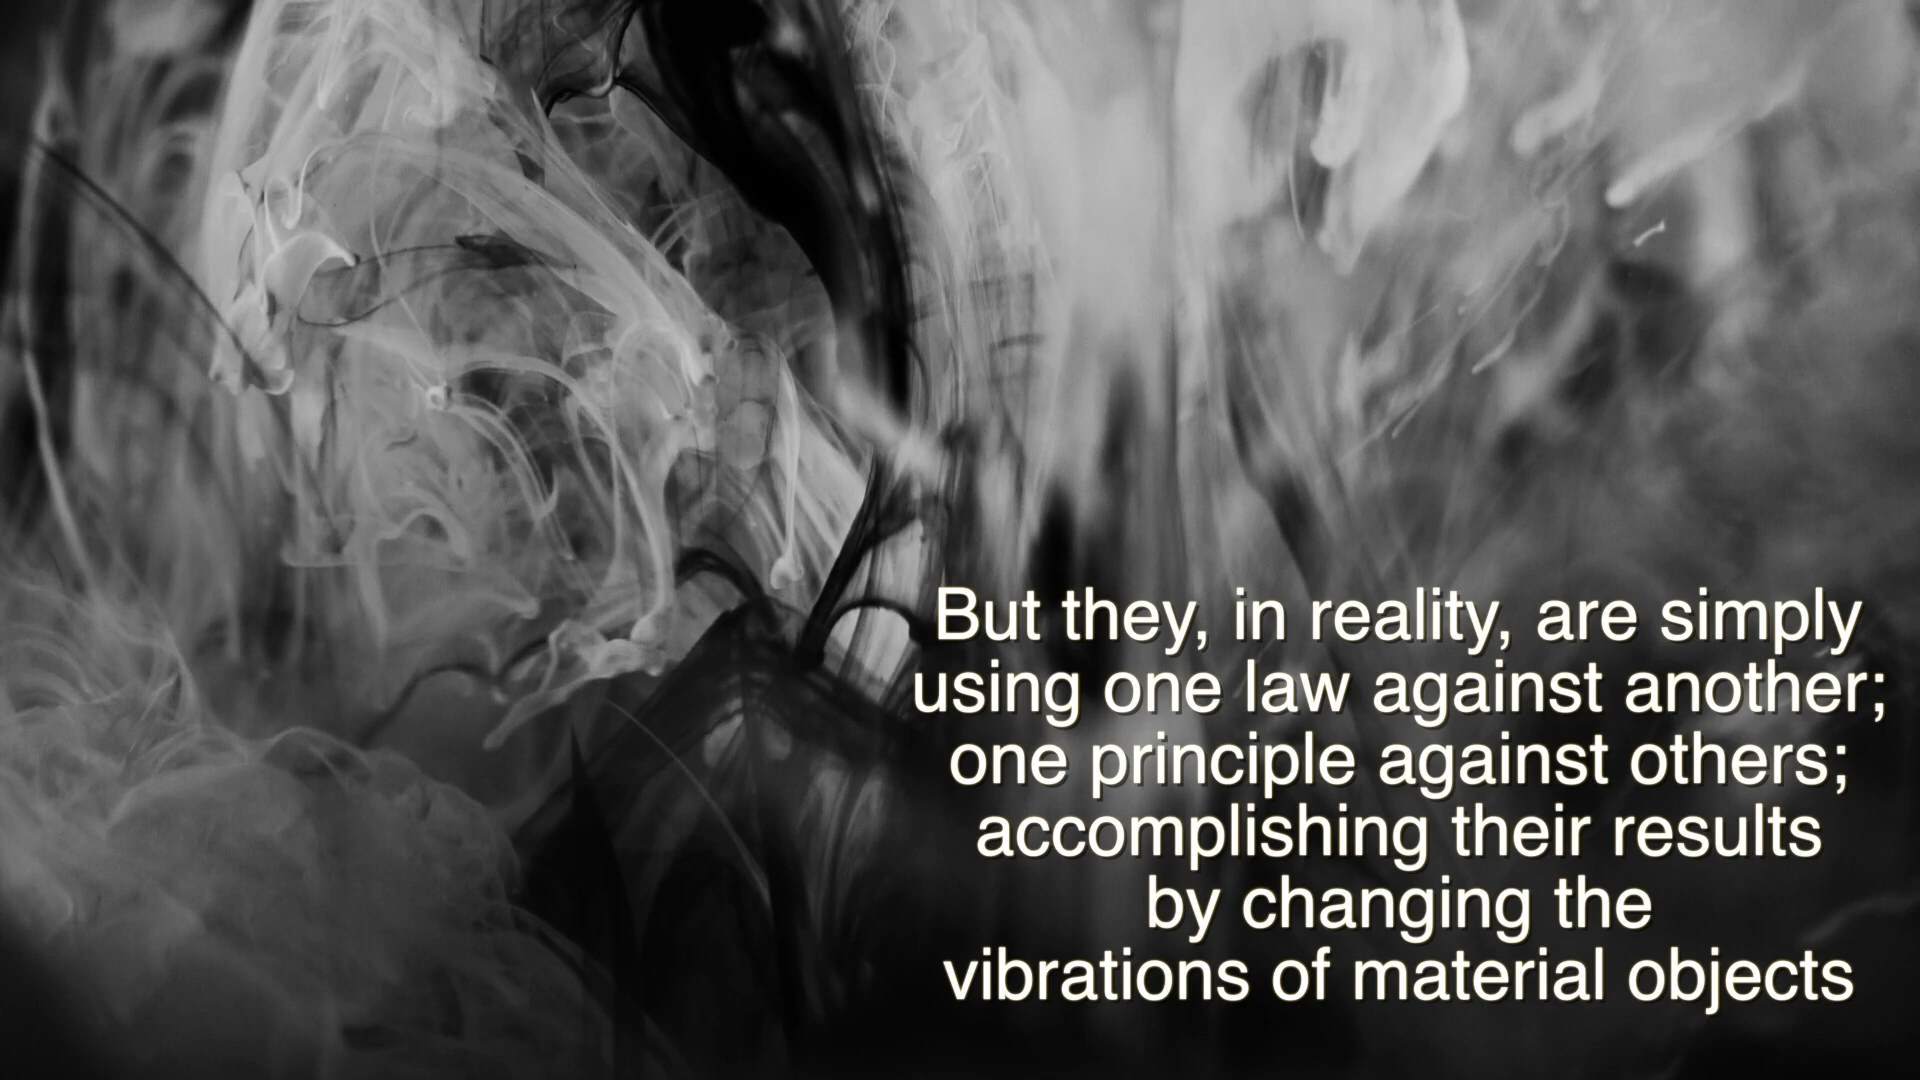 But they, in reality, are simply
using one law against another;
one principle against others;
accomplishing their results
by changing the
vibrations of material objects